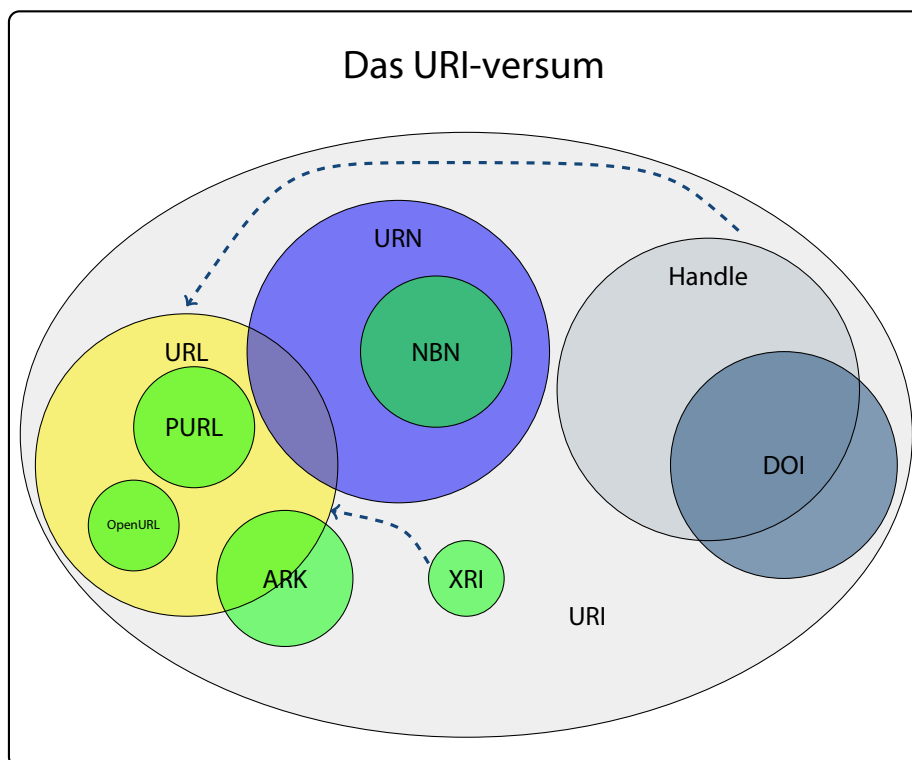 Das URI-versum
URN
Handle
URL
NBN
PURL
DOI
OpenURL
ARK
XRI
URI